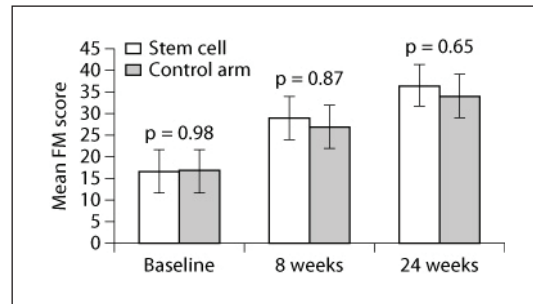 Stem cell
Control arm
p = 0.98
p = 0.87
p = 0.65
Mean FM score
45
40
35
30
25
20
15
10
5
0
Baseline 8 weeks 24 weeks